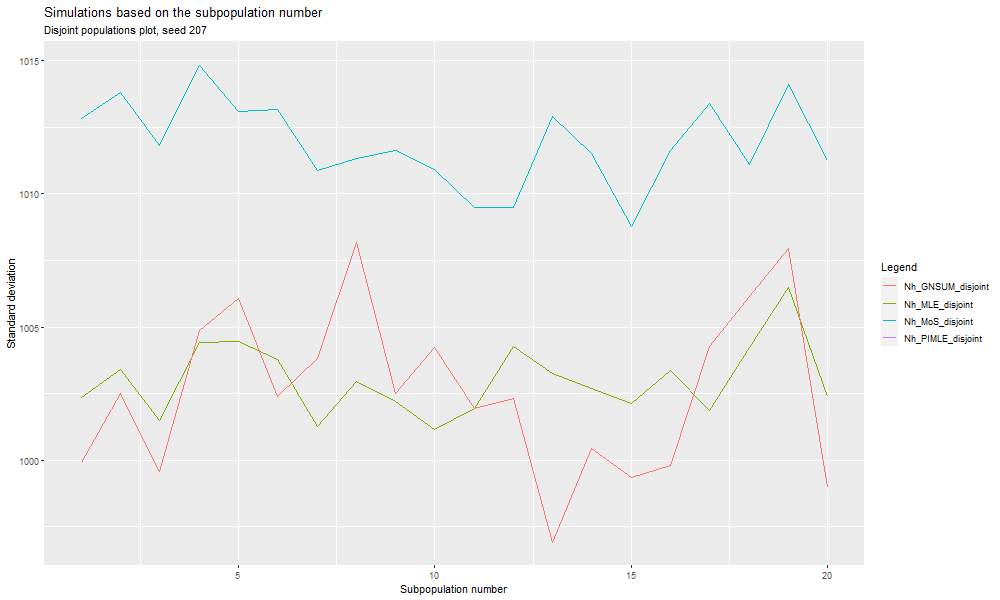 Simulations based on the subpopulation number
Disjoint populations plot, seed 207
1015
1010
1005
1000
Standard deviation
5
10
15
20
Subpopulation number
Legend
Nh_GNSUM_disjoint
Nh_MLE_disjoint
Nh_MoS_disjoint
Nh_PIMLE_disjoint